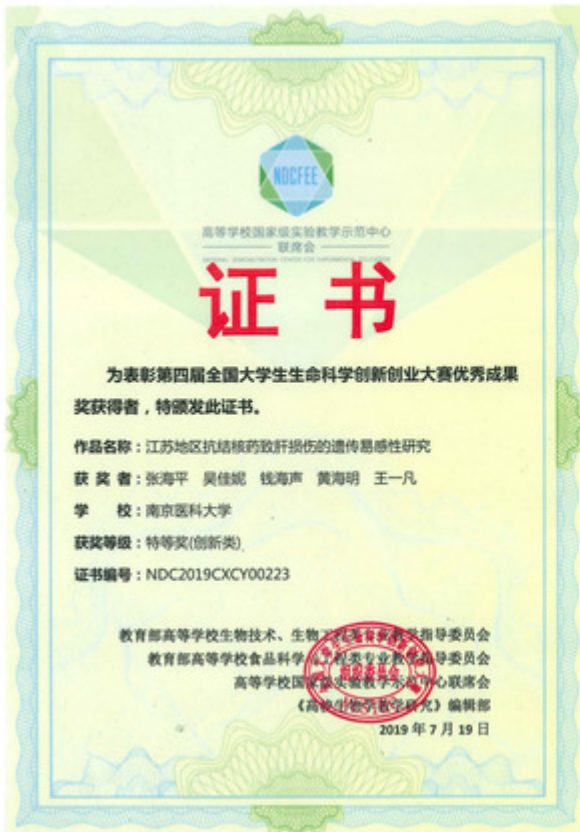 NDCFEE
高等学校国家级实验教学示范中心
联席会
NATIONAL DEMONSTRATION CENTER FOR EXPERIMENTAL EDUCATION
证书
为表彰第四届全国大学生生命科学创新创业大赛优秀成果
奖获得者，特颁发此证书。
作品名称：江苏地区抗结核药致肝损伤的遗传易感性研究
获奖者：张海平 吴佳妮 钱海声 黄海明 王一凡
学校：南京医科大学
获奖等级：特等奖(创新类)
证书编号：NDC2019CXCY00223
教育部高等学校生物技术、生物工程类专业教学指导委员会
教育部高等学校食品科学与工程类专业教学指导委员会
高等学校国家级实验教学示范中心联席会
《高校生物学教学研究》编辑部
2019年7月19日
组织委员会